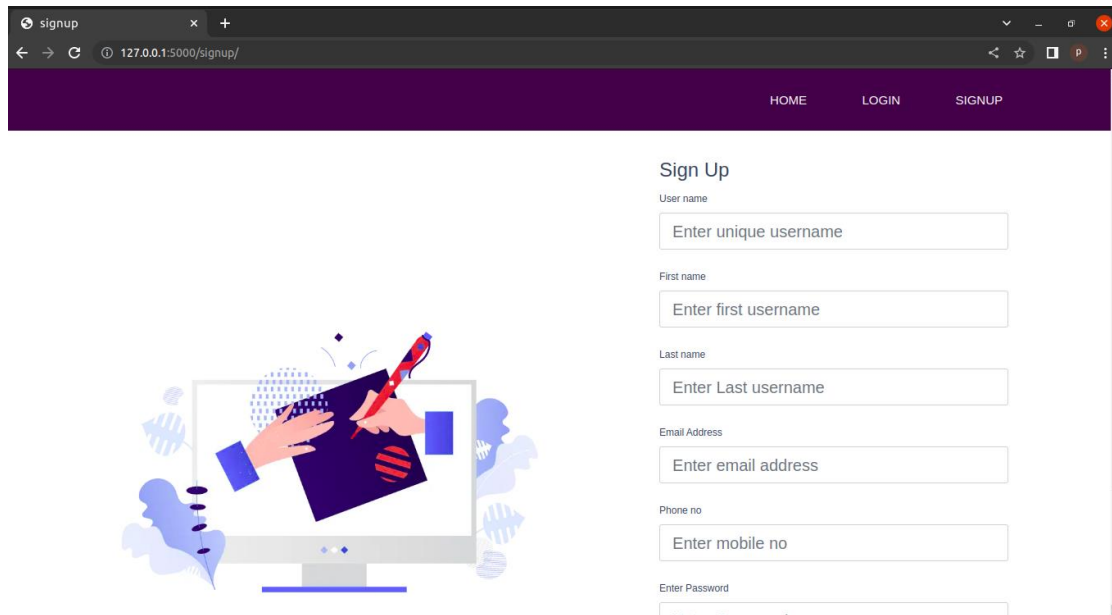 signup
127.0.0.1:5000/signup/
P
HOME LOGIN SIGNUP
Sign Up
User name
Enter unique username
First name
Enter first username
Last name
Enter Last username
Email Address
Enter email address
Phone no
Enter mobile no
Enter Password